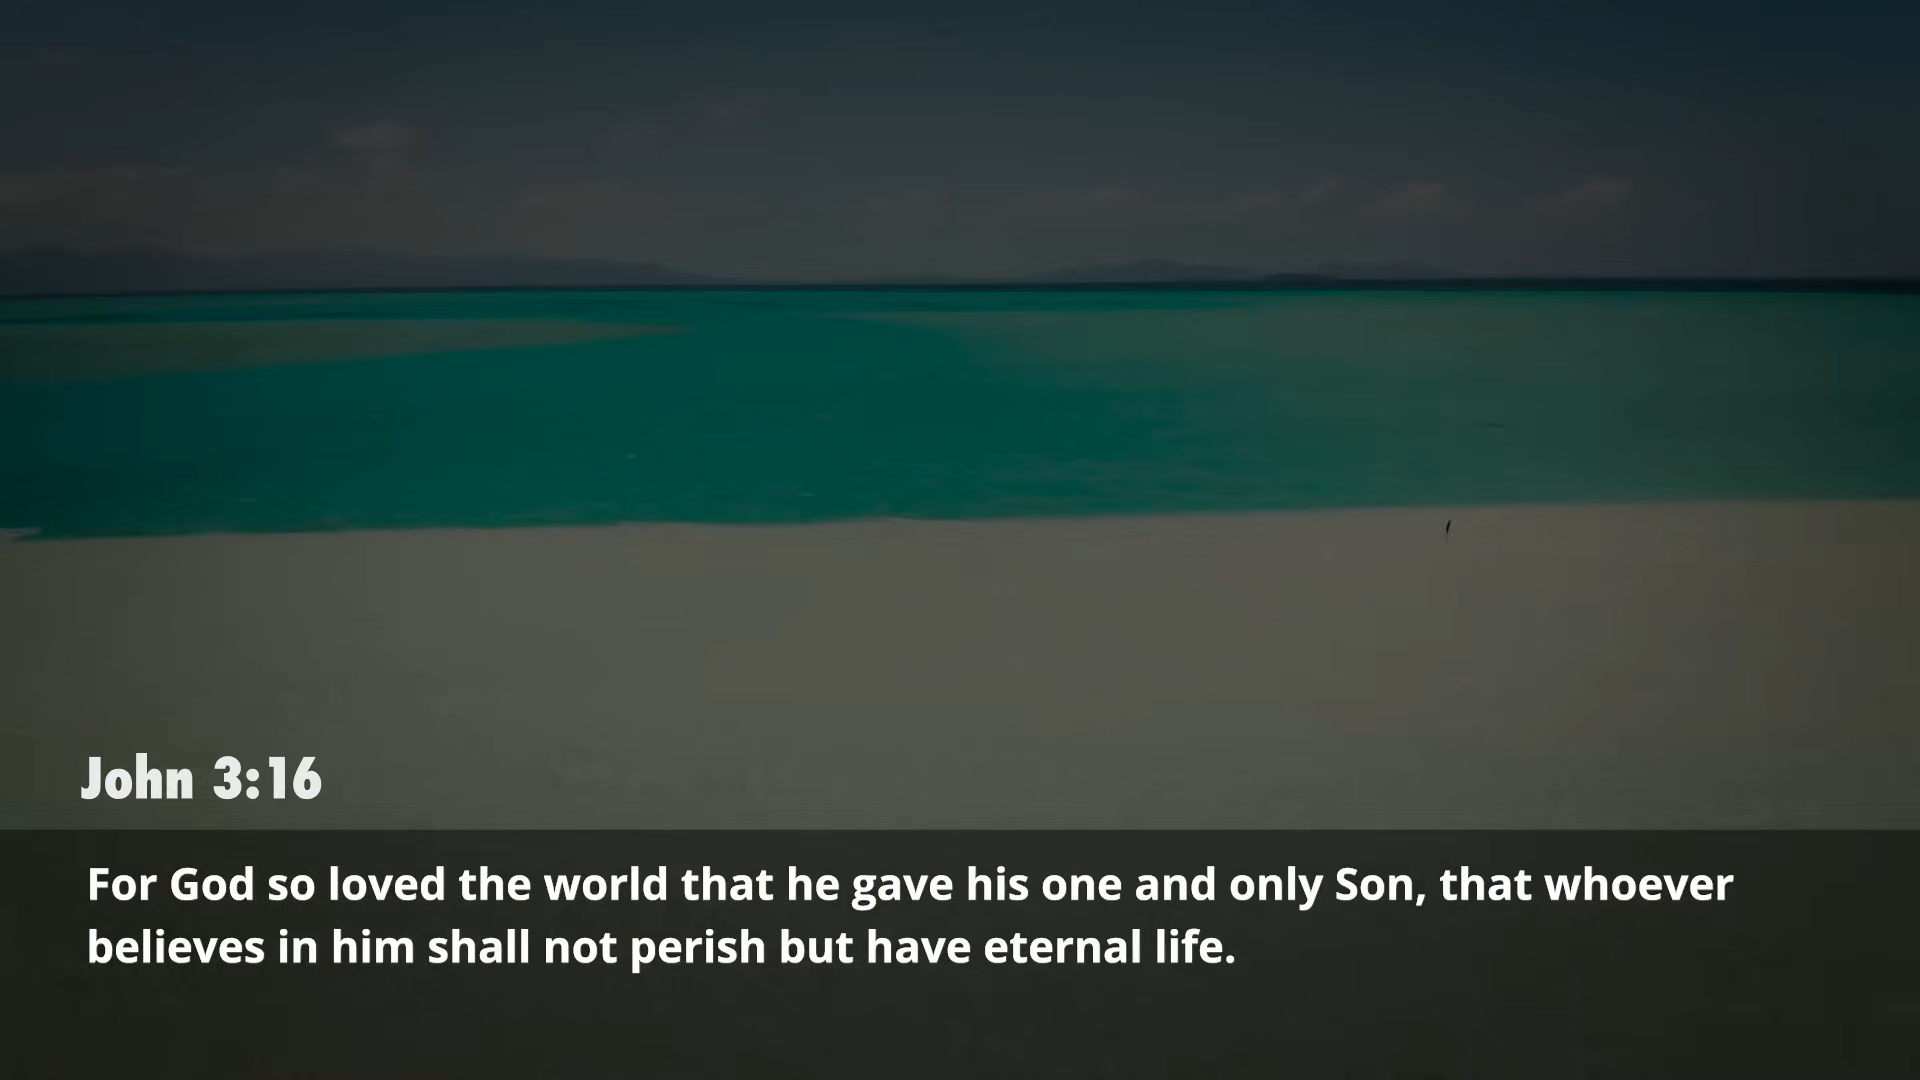 John 3:16
For God so loved the world that he gave his one and only Son, that whoever
believes in him shall not perish but have eternal life.